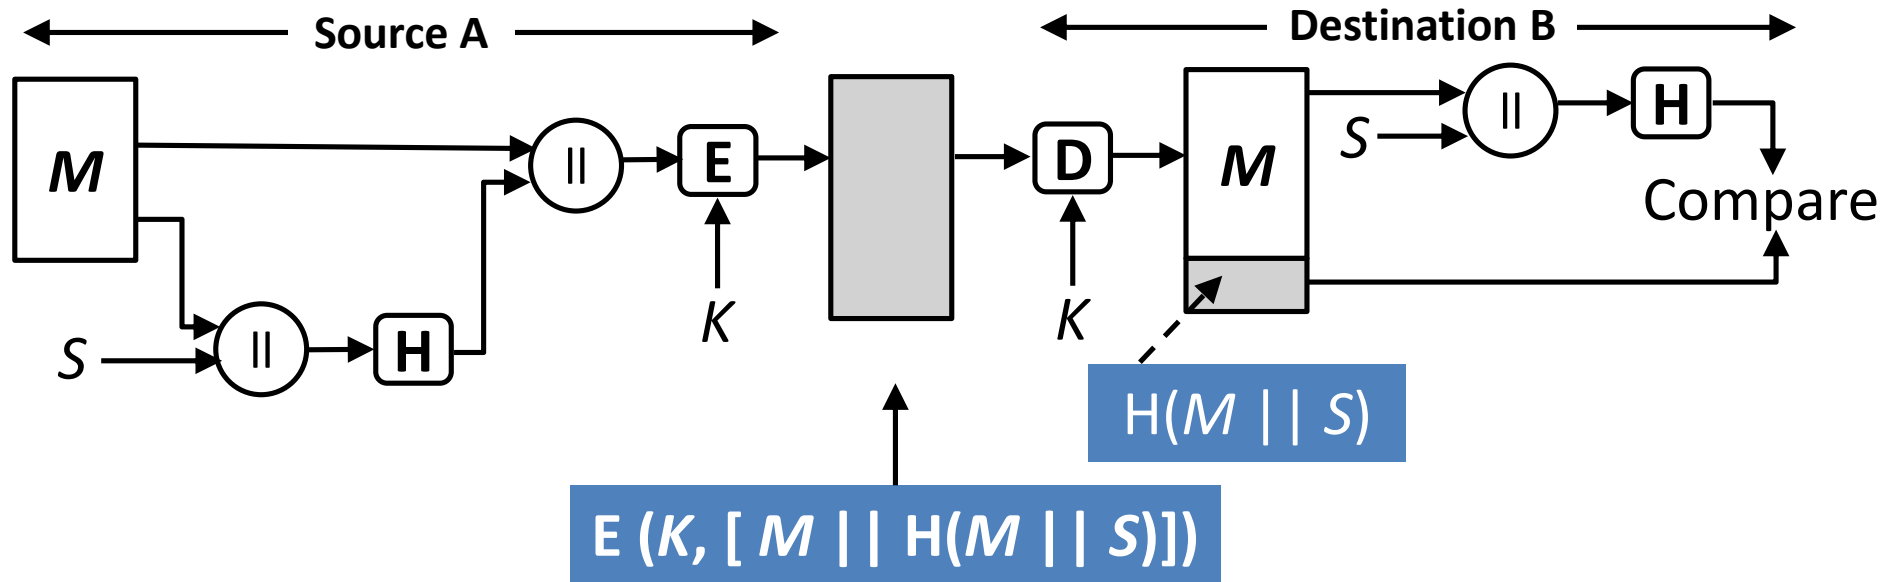 Source A
Destination B
M
||
E
K
S
||
H
D
K
M
S
||
H
Compare
H(M || S)
E (K, [ M || H(M || S)])